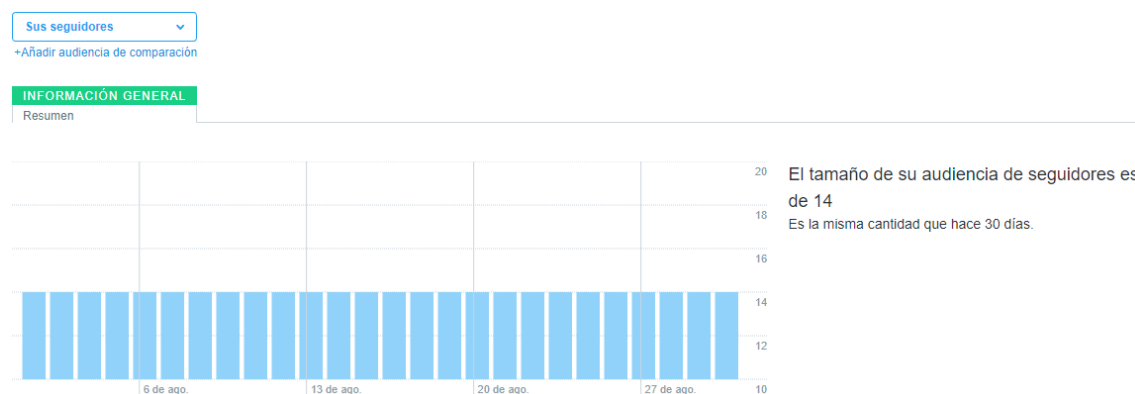 Sus seguidores
+Añadir audiencia de comparación
INFORMACIÓN GENERAL
Resumen
20
18
16
14
12
10
6 de ago.
13 de ago.
20 de ago.
27 de ago.
El tamaño de su audiencia de seguidores es
de 14
Es la misma cantidad que hace 30 días.